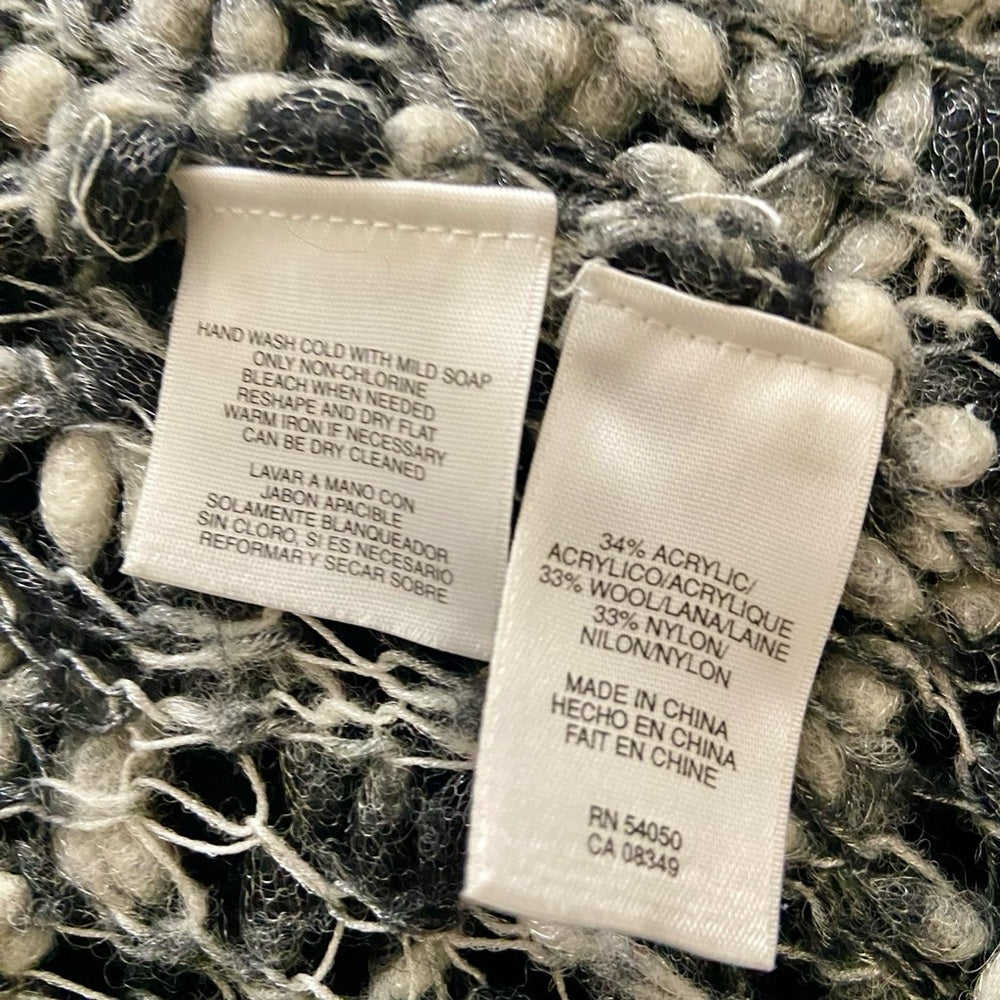 HAND WASH COLD WITH MILD SOAP
ONLY NON-CHLORINE
BLEACH WHEN NEEDED
RESHAPE AND DRY FLAT
WARM IRON IF NECESSARY
CAN BE DRY CLEANED
LAVAR A MANO CON
JABON APACIBLE
SOLAMENTE BLANQUEADOR
SIN CLORO, SI ES NECESARIO
REFORMAR Y SECAR SOBRE
34% ACRYLIC/
ACRYLICO/ACRYLIQUE
33% WOOL/LANA/LAINE
33% NYLON/
NILON/NYLON
MADE IN CHINA
HECHO EN CHINA
FAIT EN CHINE
RN 54050
CA 08349